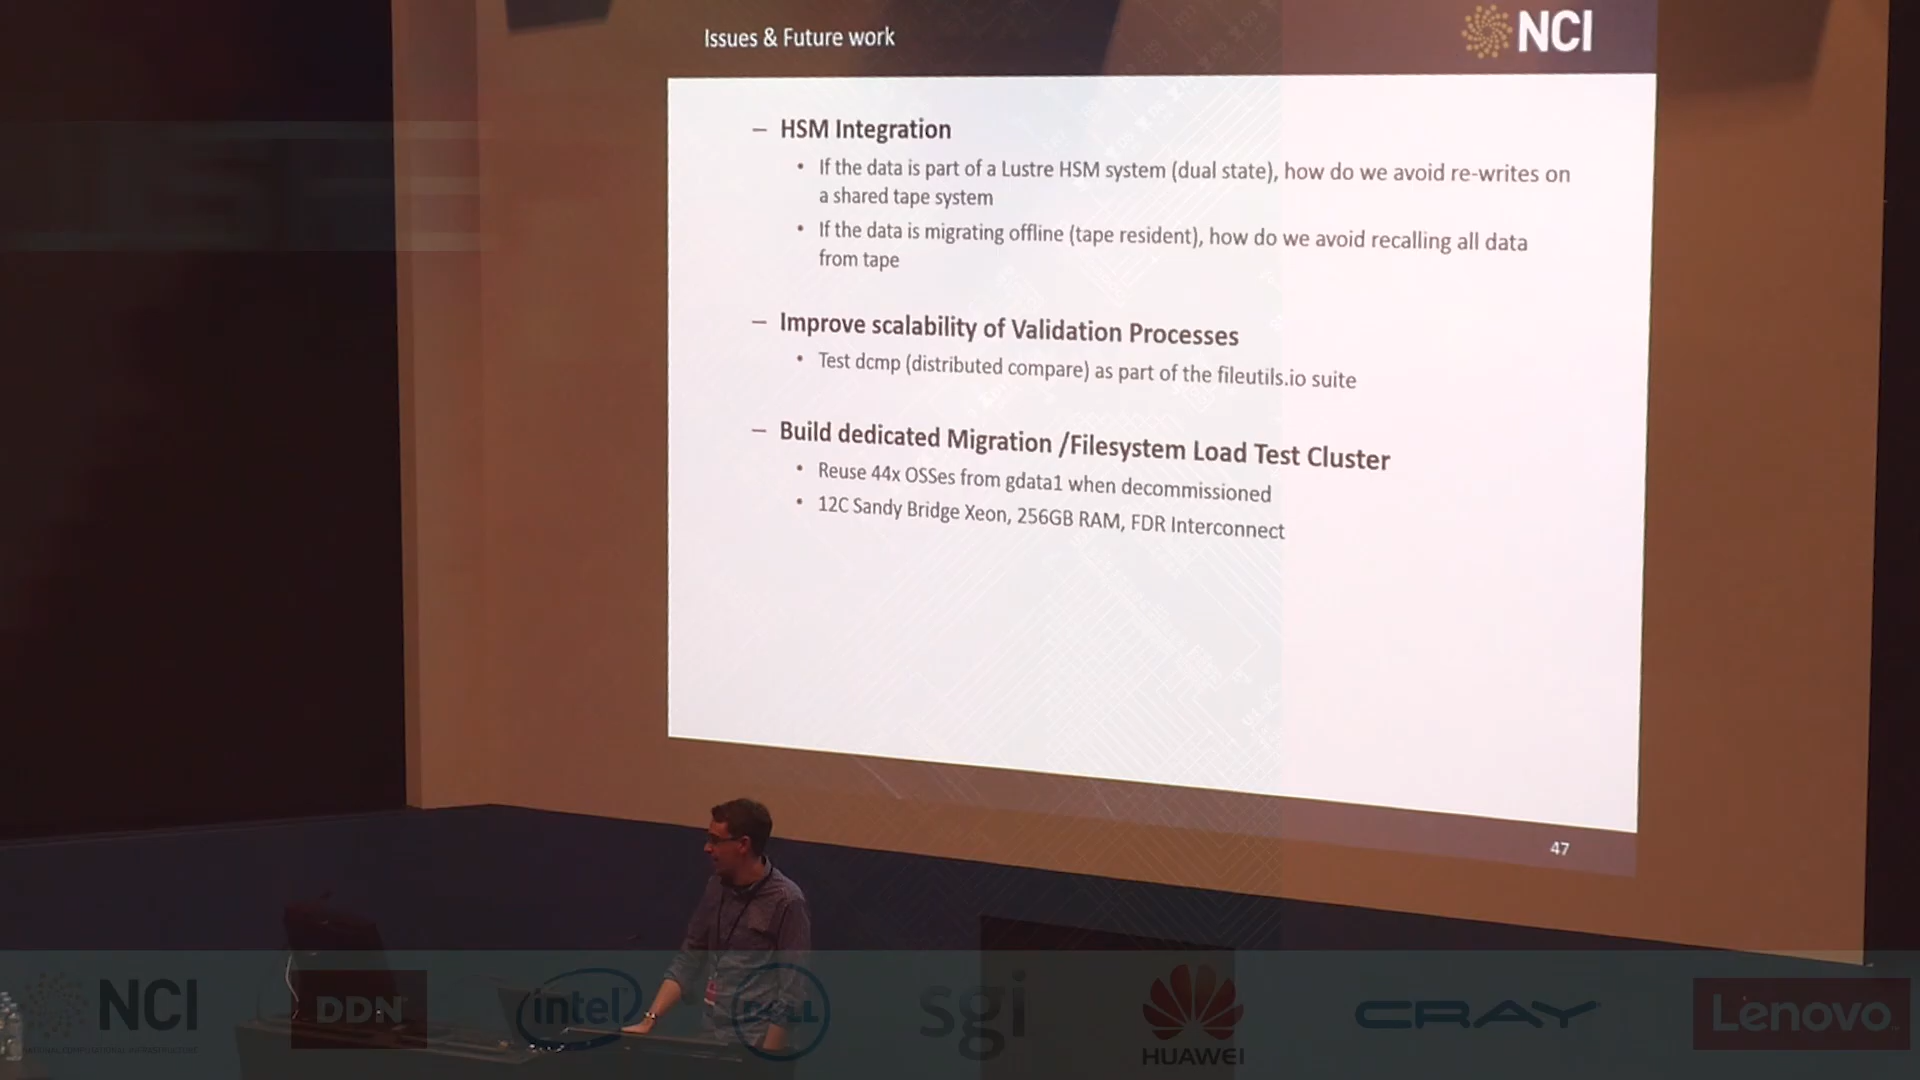 Issues & Future work
NCI
– HSM Integration
• If the data is part of a Lustre HSM system (dual state), how do we avoid re-writes on
a shared tape system
• If the data is migrating offline (tape resident), how do we avoid recalling all data
from tape
– Improve scalability of Validation Processes
• Test dcmp (distributed compare) as part of the fileutils.io suite
– Build dedicated Migration /Filesystem Load Test Cluster
• Reuse 44x OSSes from gdata1 when decommissioned
• 12C Sandy Bridge Xeon, 256GB RAM, FDR Interconnect
47
NCI
NATIONAL COMPUTATIONAL INFRASTRUCTURE
DDN
intel
DELL
sgi
HUAWEI
CRAY
Lenovo